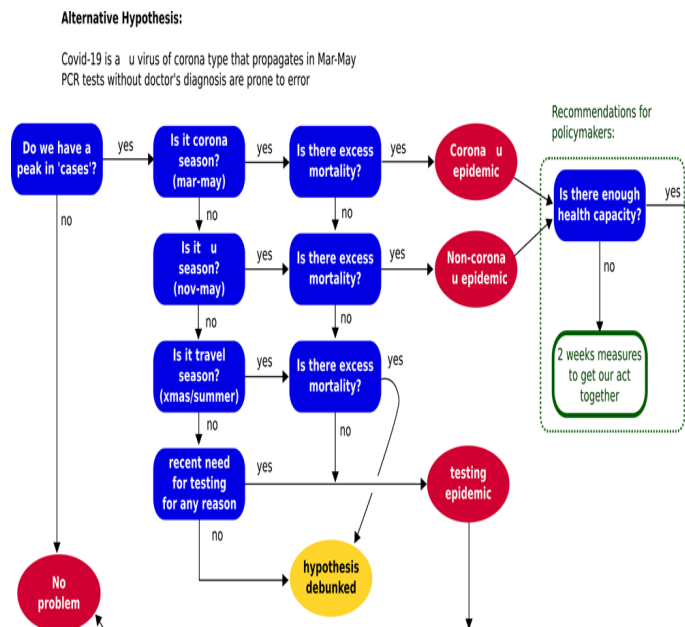 Alternative Hypothesis:
Covid-19 is a u virus of corona type that propagates in Mar-May
PCR tests without doctor's diagnosis are prone to error
Recommendations for
policymakers:
Do we have a
peak in 'cases'?
yes
Is it corona
season?
(mar-may)
yes
Is there excess
mortality?
yes
Corona u
epidemic
Is there enough
health capacity?
yes
no
no
no
Is it u
season?
(nov-may)
yes
Is there excess
mortality?
yes
Non-corona
u epidemic
no
no
no
Is it travel
season?
(xmas/summer)
yes
Is there excess
mortality?
yes
2 weeks measures
to get our act
together
no
no
recent need
for testing
for any reason
yes
testing
epidemic
no
hypothesis
debunked
No
problem